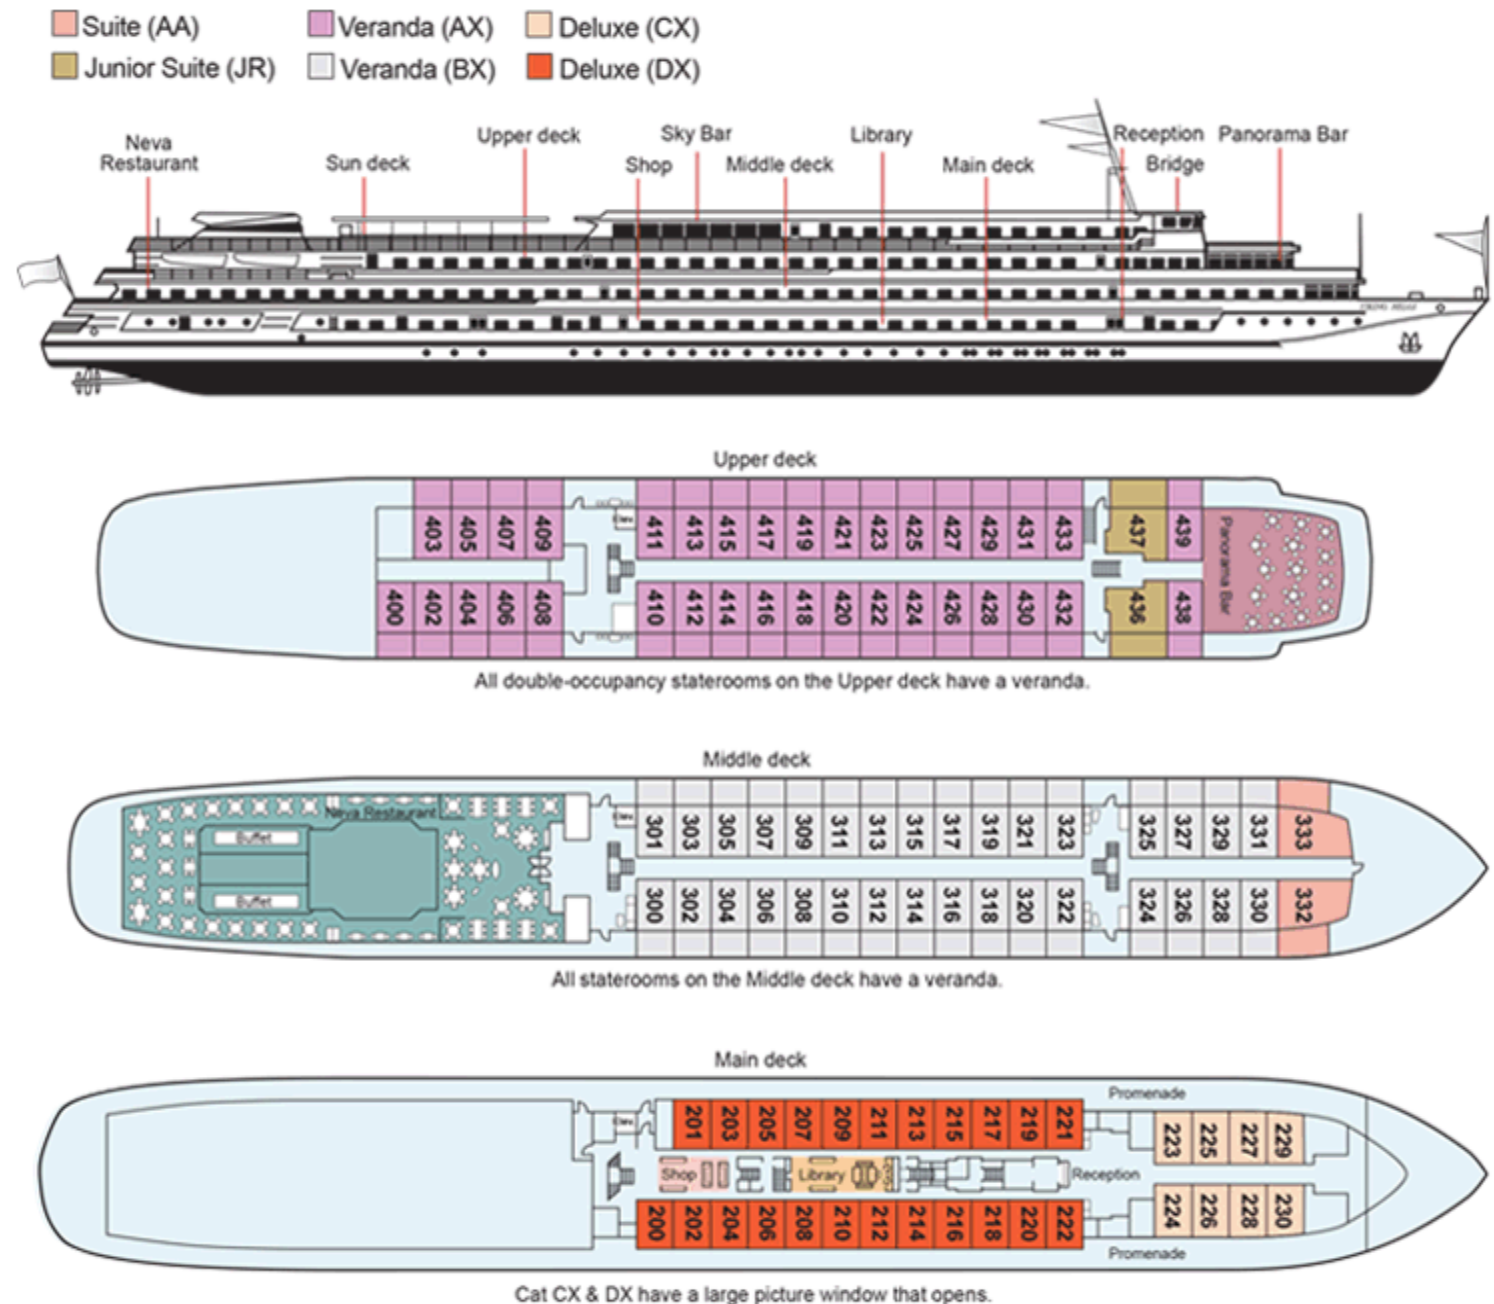 Suite (AA)
Veranda (AX)
Deluxe (CX)
Junior Suite (JR)
Veranda (BX)
Deluxe (DX)
Neva
Restaurant
Sun deck
Upper deck
Shop
Sky Bar
Middle deck
Library
Main deck
Reception
Bridge
Panorama Bar
Upper deck
403 405 407 409 411 413 415 417 419 421 423 425 427 429 431 433 437 439
Elev.
Panorama Bar
400 402 404 406 408 410 412 414 416 418 420 422 424 426 428 430 432 436 438
All double-occupancy staterooms on the Upper deck have a veranda.
Middle deck
Neva Restaurant
Buffet
Buffet
Elev.
301 303 305 307 309 311 313 315 317 319 321 323 325 327 329 331 333
300 302 304 306 308 310 312 314 316 318 320 322 324 326 328 330 332
All staterooms on the Middle deck have a veranda.
Main deck
Promenade
Elev.
201 203 205 207 209 211 213 215 217 219 221 223 225 227 229
Shop
Library
Reception
200 202 204 206 208 210 212 214 216 218 220 222 224 226 228 230
Promenade
Cat CX & DX have a large picture window that opens.